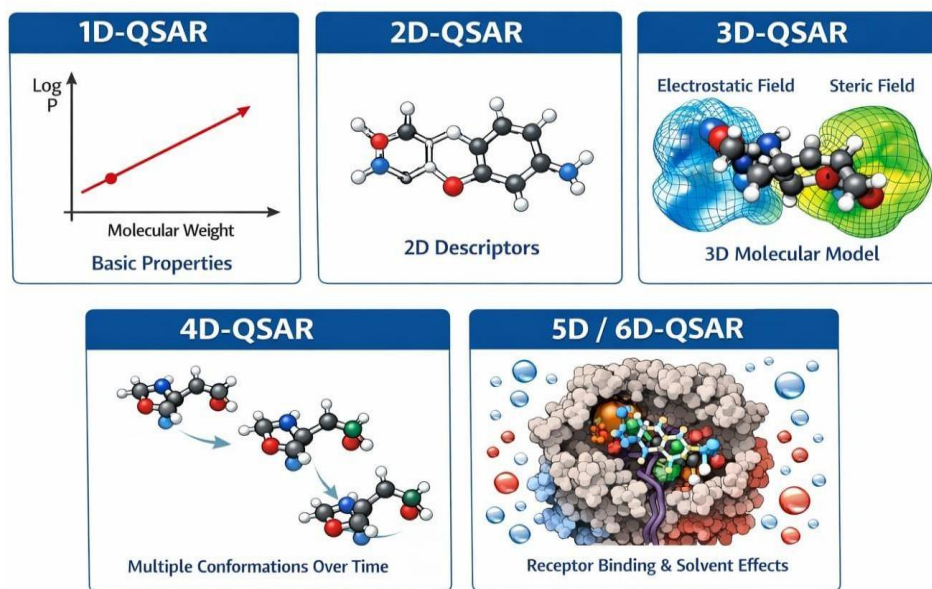 1D-QSAR
Log
P
Molecular Weight
Basic Properties
2D-QSAR
2D Descriptors
3D-QSAR
Electrostatic Field
Steric Field
3D Molecular Model
4D-QSAR
Multiple Conformations Over Time
5D / 6D-QSAR
Receptor Binding & Solvent Effects